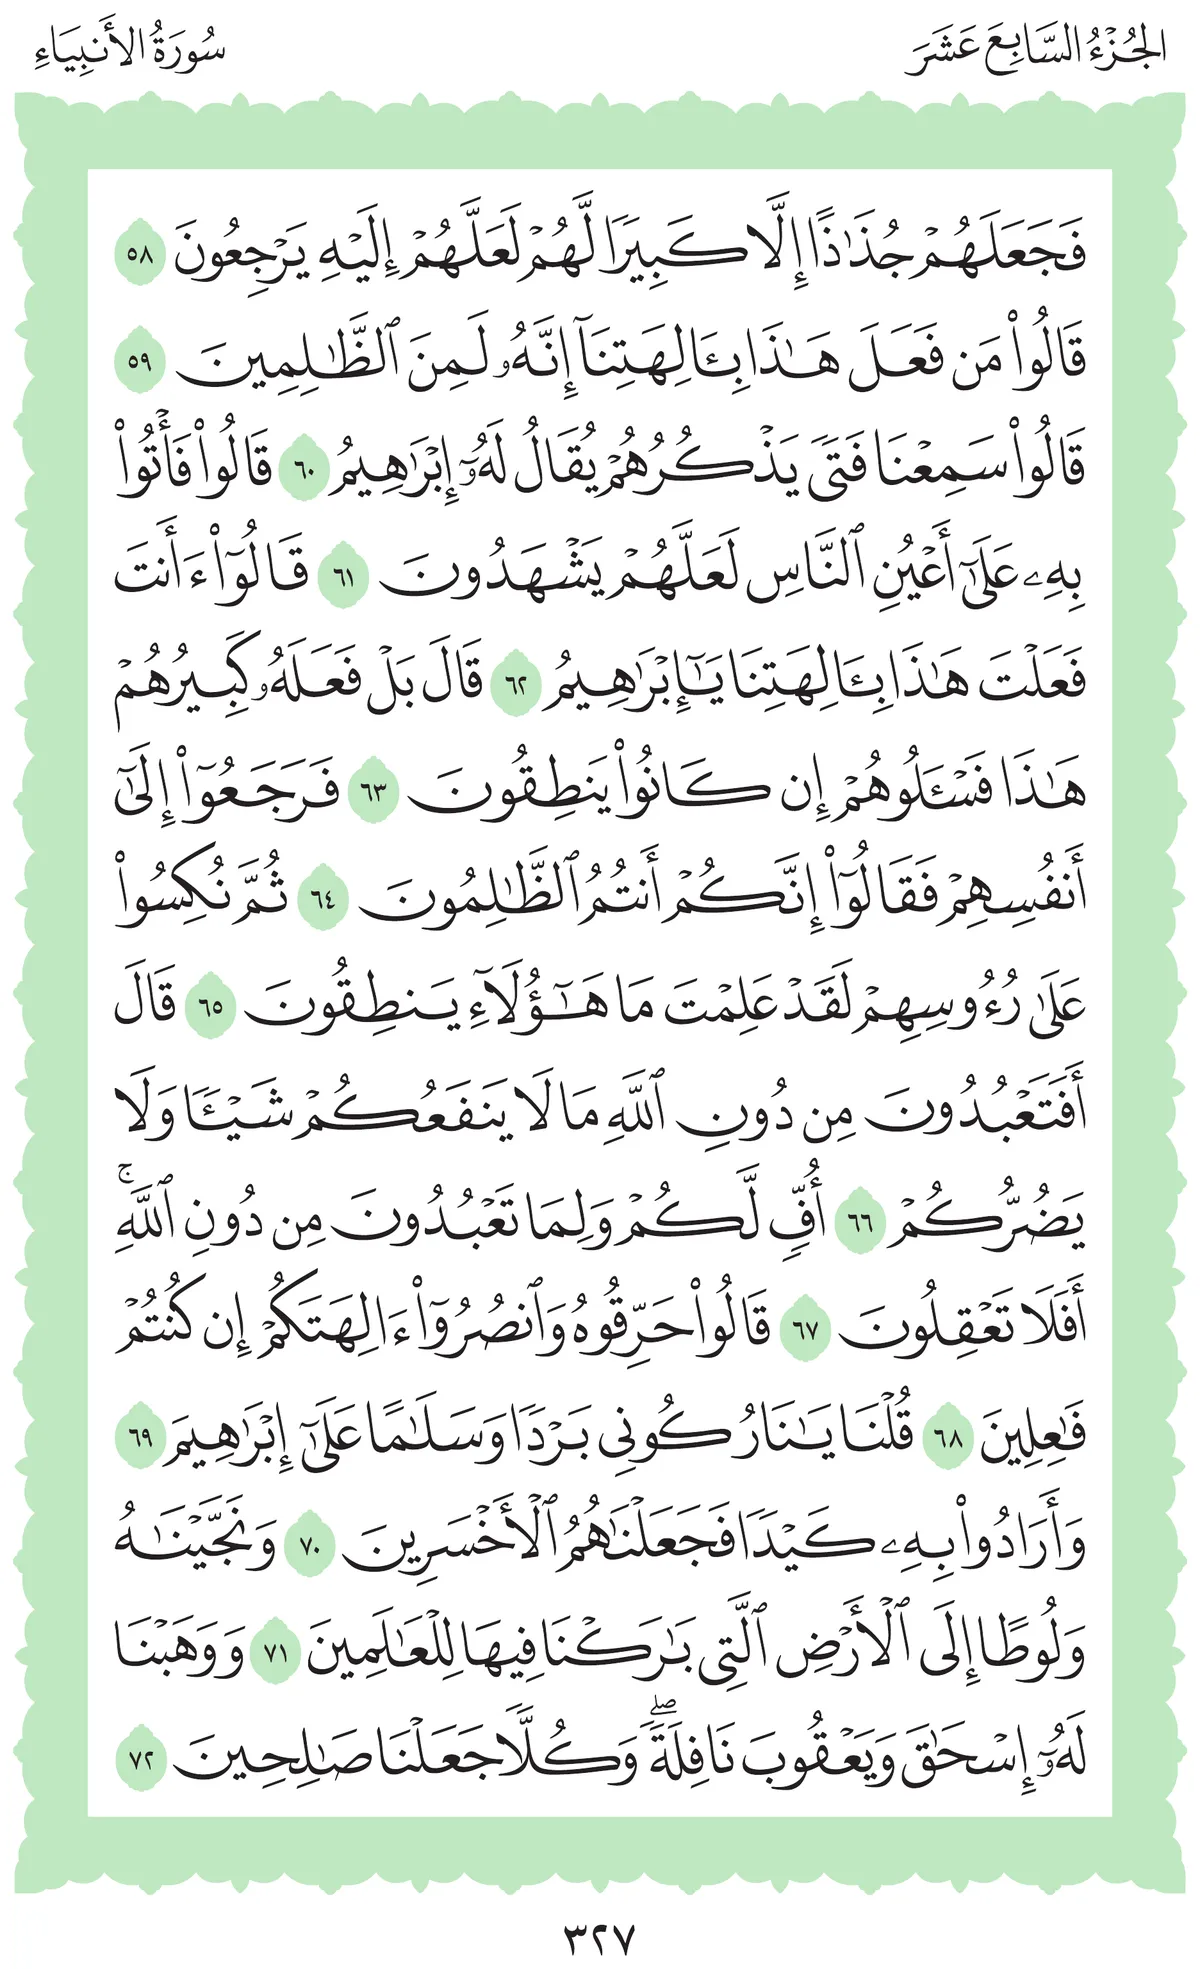 الجُزْءُ السَّابِعَ عَشَرَ
سُورَةُ الأَنبِيَاءِ
فَجَعَلَهُمْ جُذَٰذًا إِلَّا كَبِيرًا لَّهُمْ لَعَلَّهُمْ إِلَيْهِ يَرْجِعُونَ ٥٨
قَالُوا۟ مَن فَعَلَ هَٰذَا بِـَٔالِهَتِنَآ إِنَّهُۥ لَمِنَ ٱلظَّٰلِمِينَ ٥٩
قَالُوا۟ سَمِعْنَا فَتًى يَذْكُرُهُمْ يُقَالُ لَهُۥٓ إِبْرَٰهِيمُ ٦٠ قَالُوا۟ فَأْتُوا۟
بِهِۦ عَلَىٰٓ أَعْيُنِ ٱلنَّاسِ لَعَلَّهُمْ يَشْهَدُونَ ٦١ قَالُوٓا۟ ءَأَنتَ
فَعَلْتَ هَٰذَا بِـَٔالِهَتِنَا يَٰٓإِبْرَٰهِيمُ ٦٢ قَالَ بَلْ فَعَلَهُۥ كَبِيرُهُمْ
هَٰذَا فَسْـَٔلُوهُمْ إِن كَانُوا۟ يَنطِقُونَ ٦٣ فَرَجَعُوٓا۟ إِلَىٰٓ
أَنفُسِهِمْ فَقَالُوٓا۟ إِنَّكُمْ أَنتُمُ ٱلظَّٰلِمُونَ ٦٤ ثُمَّ نُكِسُوا۟
عَلَىٰ رُءُوسِهِمْ لَقَدْ عَلِمْتَ مَا هَٰٓؤُلَآءِ يَنطِقُونَ ٦٥ قَالَ
أَفَتَعْبُدُونَ مِن دُونِ ٱللَّهِ مَا لَا يَنفَعُكُمْ شَيْـًٔا وَلَا
يَضُرُّكُمْ ٦٦ أُفٍّ لَّكُمْ وَلِمَا تَعْبُدُونَ مِن دُونِ ٱللَّهِ ۚ
أَفَلَا تَعْقِلُونَ ٦٧ قَالُوا۟ حَرِّقُوهُ وَٱنصُرُوٓا۟ ءَالِهَتَكُمْ إِن كُنتُمْ
فَٰعِلِينَ ٦٨ قُلْنَا يَٰنَارُ كُونِى بَرْدًا وَسَلَٰمًا عَلَىٰٓ إِبْرَٰهِيمَ ٦٩
وَأَرَادُوا۟ بِهِۦ كَيْدًا فَجَعَلْنَٰهُمُ ٱلْأَخْسَرِينَ ٧٠ وَنَجَّيْنَٰهُ
وَلُوطًا إِلَى ٱلْأَرْضِ ٱلَّتِى بَٰرَكْنَا فِيهَا لِلْعَٰلَمِينَ ٧١ وَوَهَبْنَا
لَهُۥٓ إِسْحَٰقَ وَيَعْقُوبَ نَافِلَةً ۖ وَكُلًّا جَعَلْنَا صَٰلِحِينَ ٧٢
٣٢٧